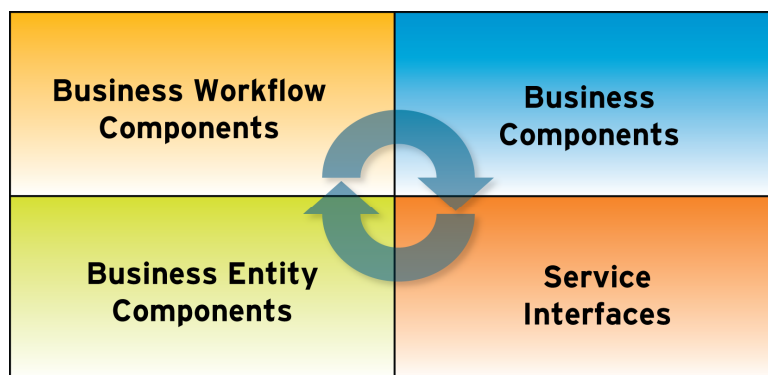 Business Workflow
Components
Business
Components
Business Entity
Components
Service
Interfaces